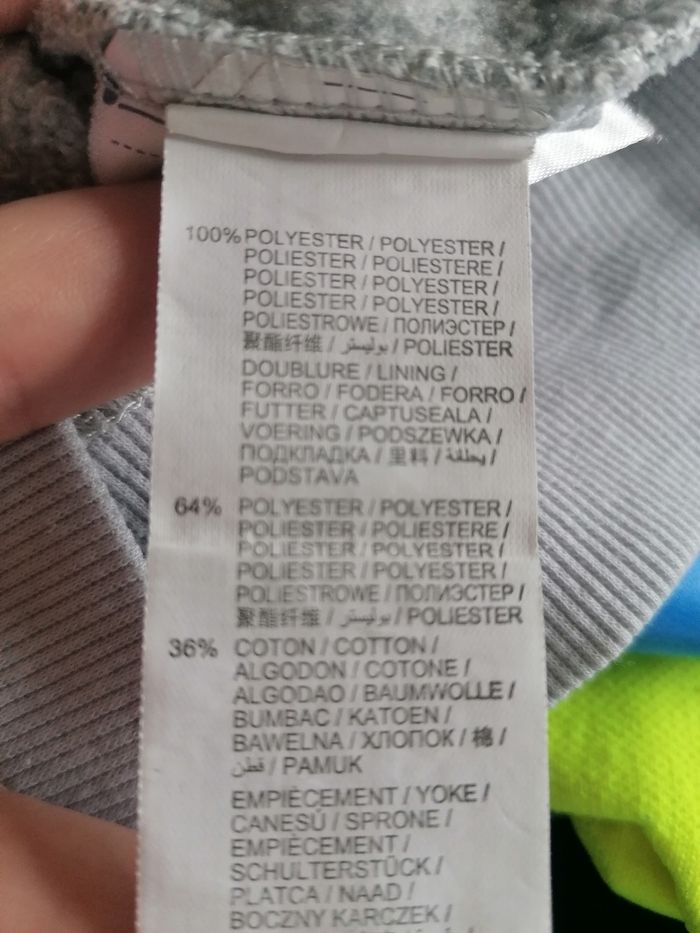 100% POLYESTER / POLYESTER /
POLIESTER / POLIESTERE /
POLIESTER / POLYESTER /
POLIESTER / POLYESTER /
POLIESTROWE / ПОЛИЭСТЕР /
聚酯纤维 / بوليستر / POLIESTER
DOUBLURE / LINING /
FORRO / FODERA / FORRO /
FUTTER / CAPTUSEALA /
VOERING / PODSZEWKA /
ПОДКЛАДКА / 里料 / بطانة /
PODSTAVA
64% POLYESTER / POLYESTER /
POLIESTER / POLIESTERE /
POLIESTER / POLYESTER /
POLIESTER / POLYESTER /
POLIESTROWE / ПОЛИЭСТЕР /
聚酯纤维 / بوليستر / POLIESTER
36% COTON / COTTON /
ALGODON / COTONE /
ALGODAO / BAUMWOLLE /
BUMBAC / KATOEN /
BAWELNA / ХЛОПОК / 棉 /
قطن / PAMUK
EMPIÈCEMENT / YOKE /
CANESÚ / SPRONE /
EMPIÈCEMENT /
SCHULTERSTÜCK /
PLATCA / NAAD /
BOCZNY KARCZEK /